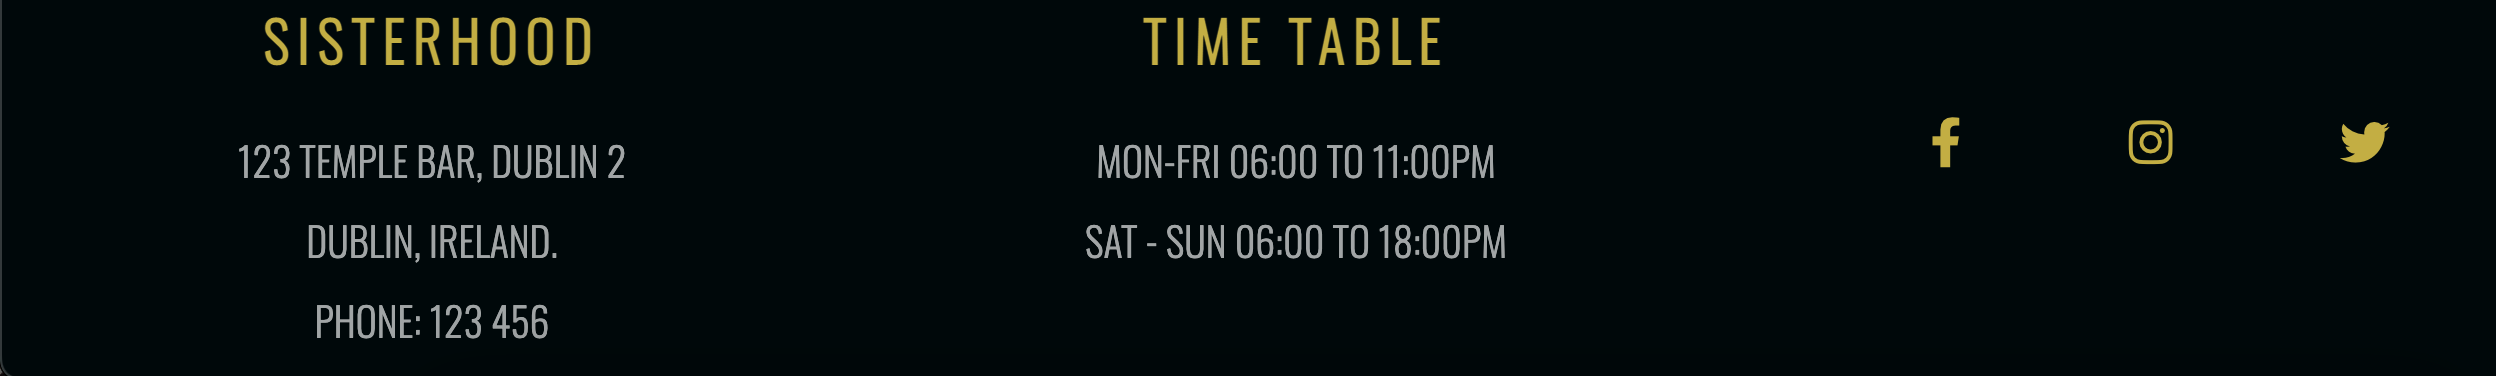 SISTERHOOD
123 TEMPLE BAR, DUBLIN 2
DUBLIN, IRELAND.
PHONE: 123 456
TIME TABLE
MON-FRI 06:00 TO 11:00PM
SAT - SUN 06:00 TO 18:00PM